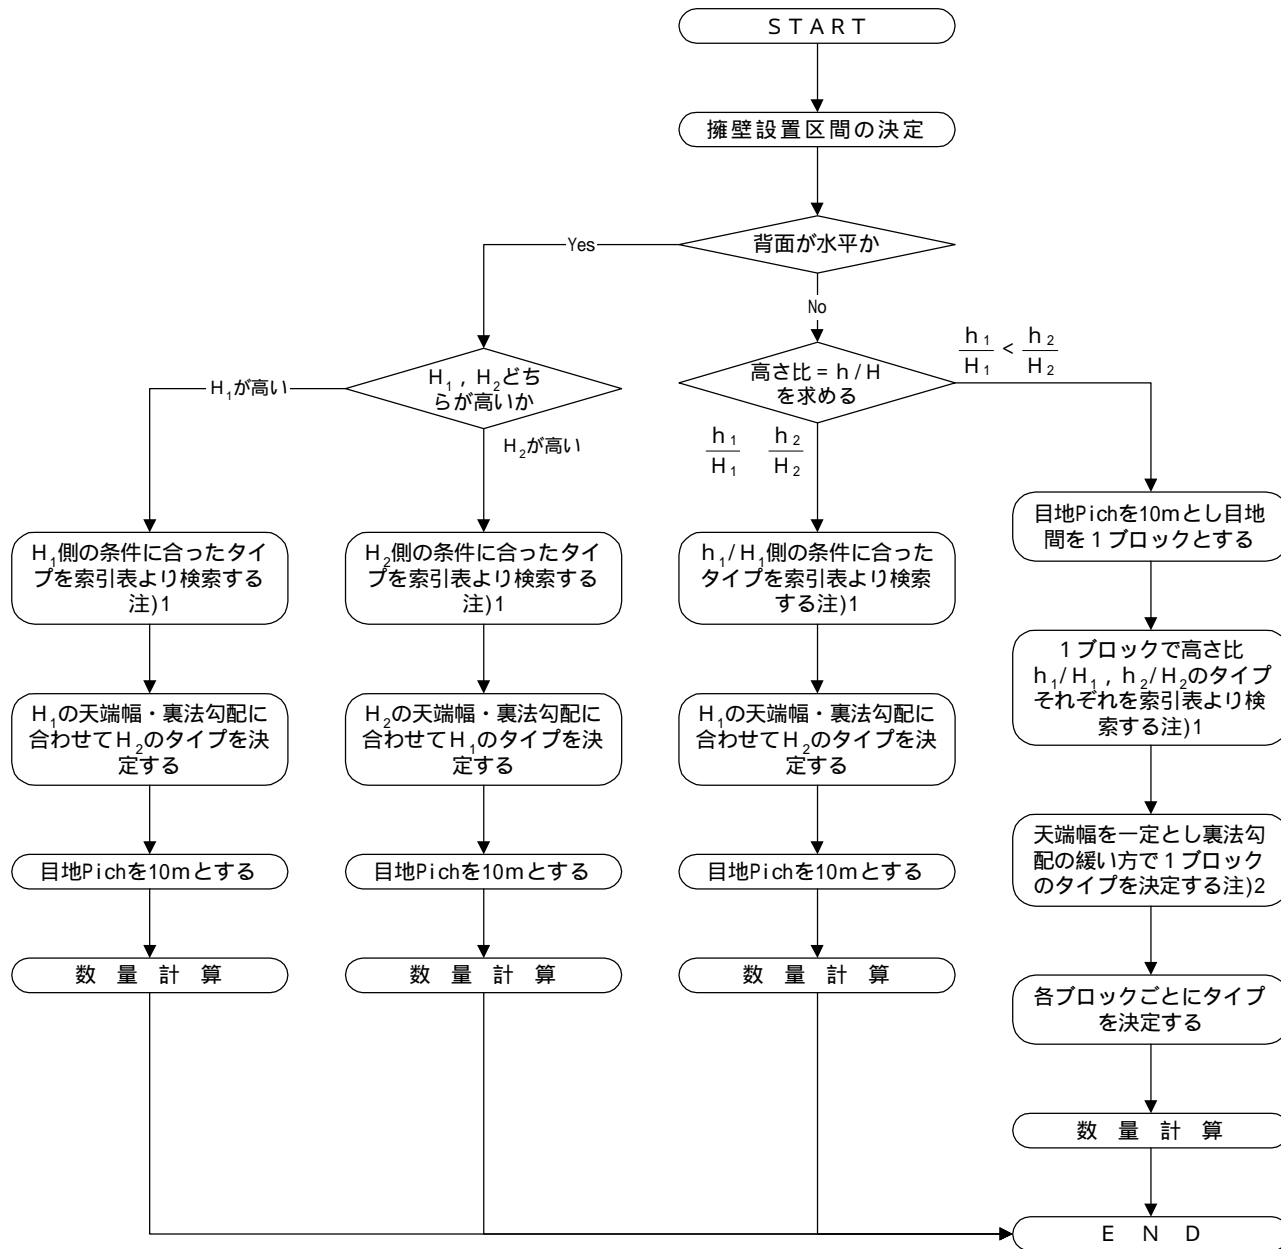 START
擁壁設置区間の決定
背面が水平か
Yes
No
H₁，H₂どち
らが高いか
H₁が高い
H₂が高い
高さ比＝h/H
を求める
h₁/H₁ < h₂/H₂
h₁/H₁ h₂/H₂
H₁側の条件に合ったタイ
プを索引表より検索する
注)1
H₁の天端幅・裏法勾配に
合わせてH₂のタイプを決
定する
目地Pichを10mとする
数量計算
H₂側の条件に合ったタイ
プを索引表より検索する
注)1
H₂の天端幅・裏法勾配に
合わせてH₁のタイプを決
定する
目地Pichを10mとする
数量計算
h₁/H₁側の条件に合った
タイプを索引表より検索
する注)1
H₁の天端幅・裏法勾配に
合わせてH₂のタイプを決
定する
目地Pichを10mとする
数量計算
目地Pichを10mとし目地
間を１ブロックとする
１ブロックで高さ比
h₁/H₁，h₂/H₂のタイプ
それぞれを索引表より検
索する注)1
天端幅を一定とし裏法勾
配の緩い方で１ブロック
のタイプを決定する注)2
各ブロックごとにタイプ
を決定する
数量計算
END